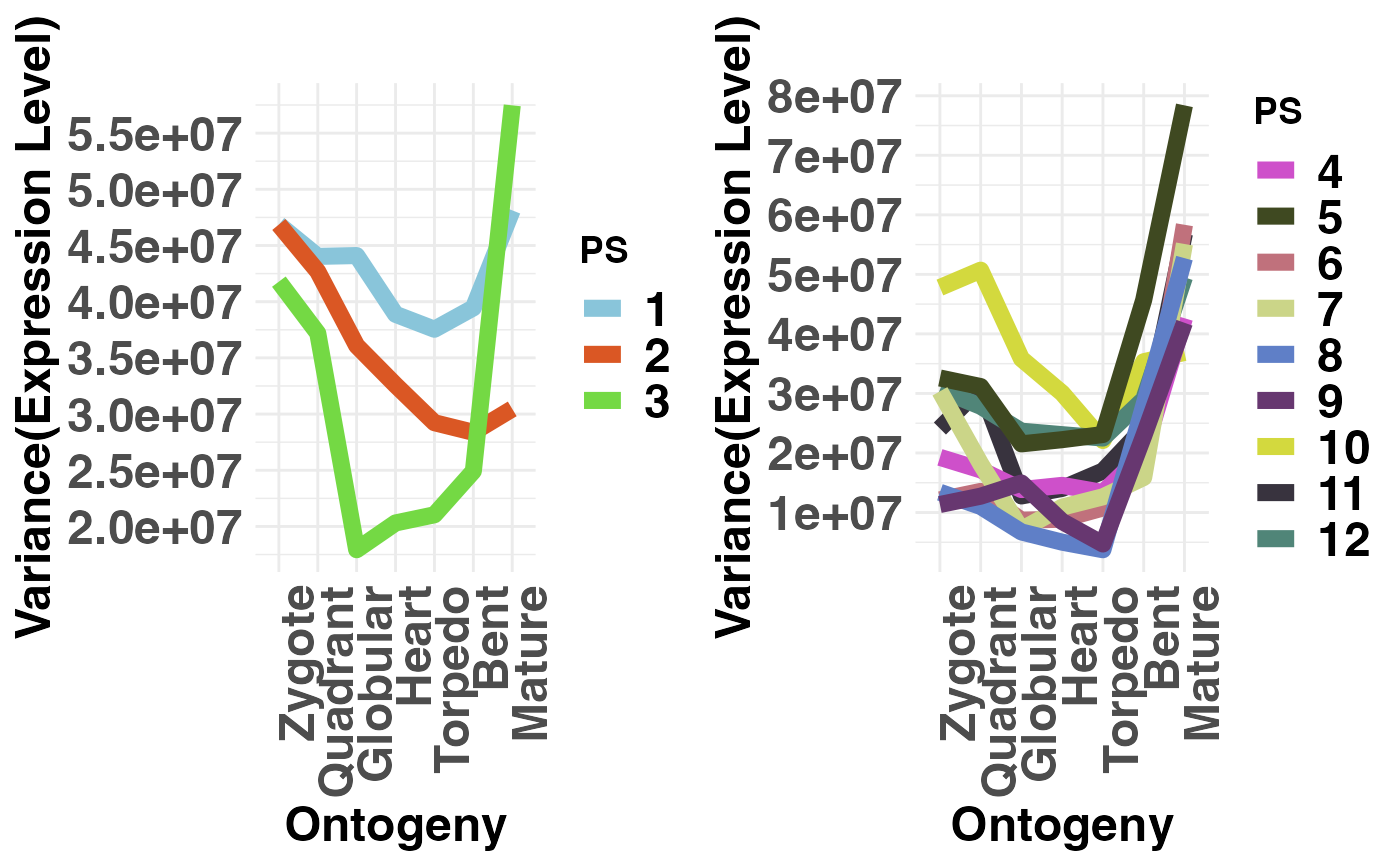 Variance(Expression Level)
5.5e+07
5.0e+07
4.5e+07
4.0e+07
3.5e+07
3.0e+07
2.5e+07
2.0e+07
Zygote
Quadrant
Globular
Heart
Torpedo
Bent
Mature
Ontogeny
PS
1
2
3
Variance(Expression Level)
8e+07
7e+07
6e+07
5e+07
4e+07
3e+07
2e+07
1e+07
Zygote
Quadrant
Globular
Heart
Torpedo
Bent
Mature
Ontogeny
PS
4
5
6
7
8
9
10
11
12